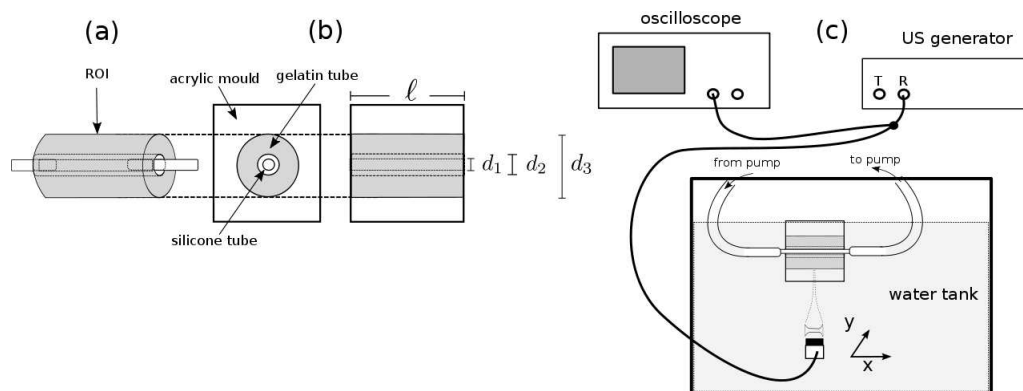 (a)
(b)
(c)
ROI
acrylic mould
gelatin tube
silicone tube
ℓ
d₁
d₂
d₃
oscilloscope
US generator
T R
from pump
to pump
water tank
y
x